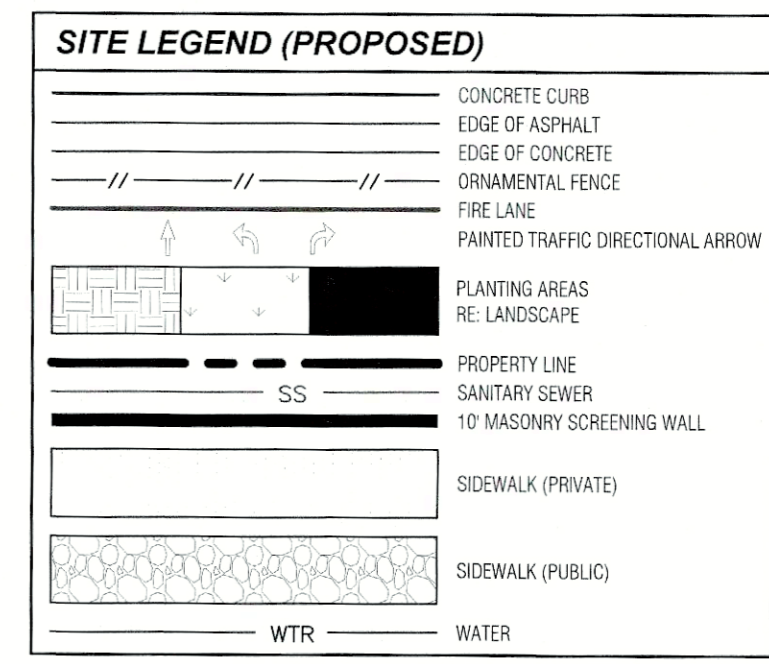 SITE LEGEND (PROPOSED)
CONCRETE CURB
EDGE OF ASPHALT
EDGE OF CONCRETE
// // // ORNAMENTAL FENCE
FIRE LANE
PAINTED TRAFFIC DIRECTIONAL ARROW
PLANTING AREAS
RE: LANDSCAPE
PROPERTY LINE
SS SANITARY SEWER
10' MASONRY SCREENING WALL
SIDEWALK (PRIVATE)
SIDEWALK (PUBLIC)
WTR WATER